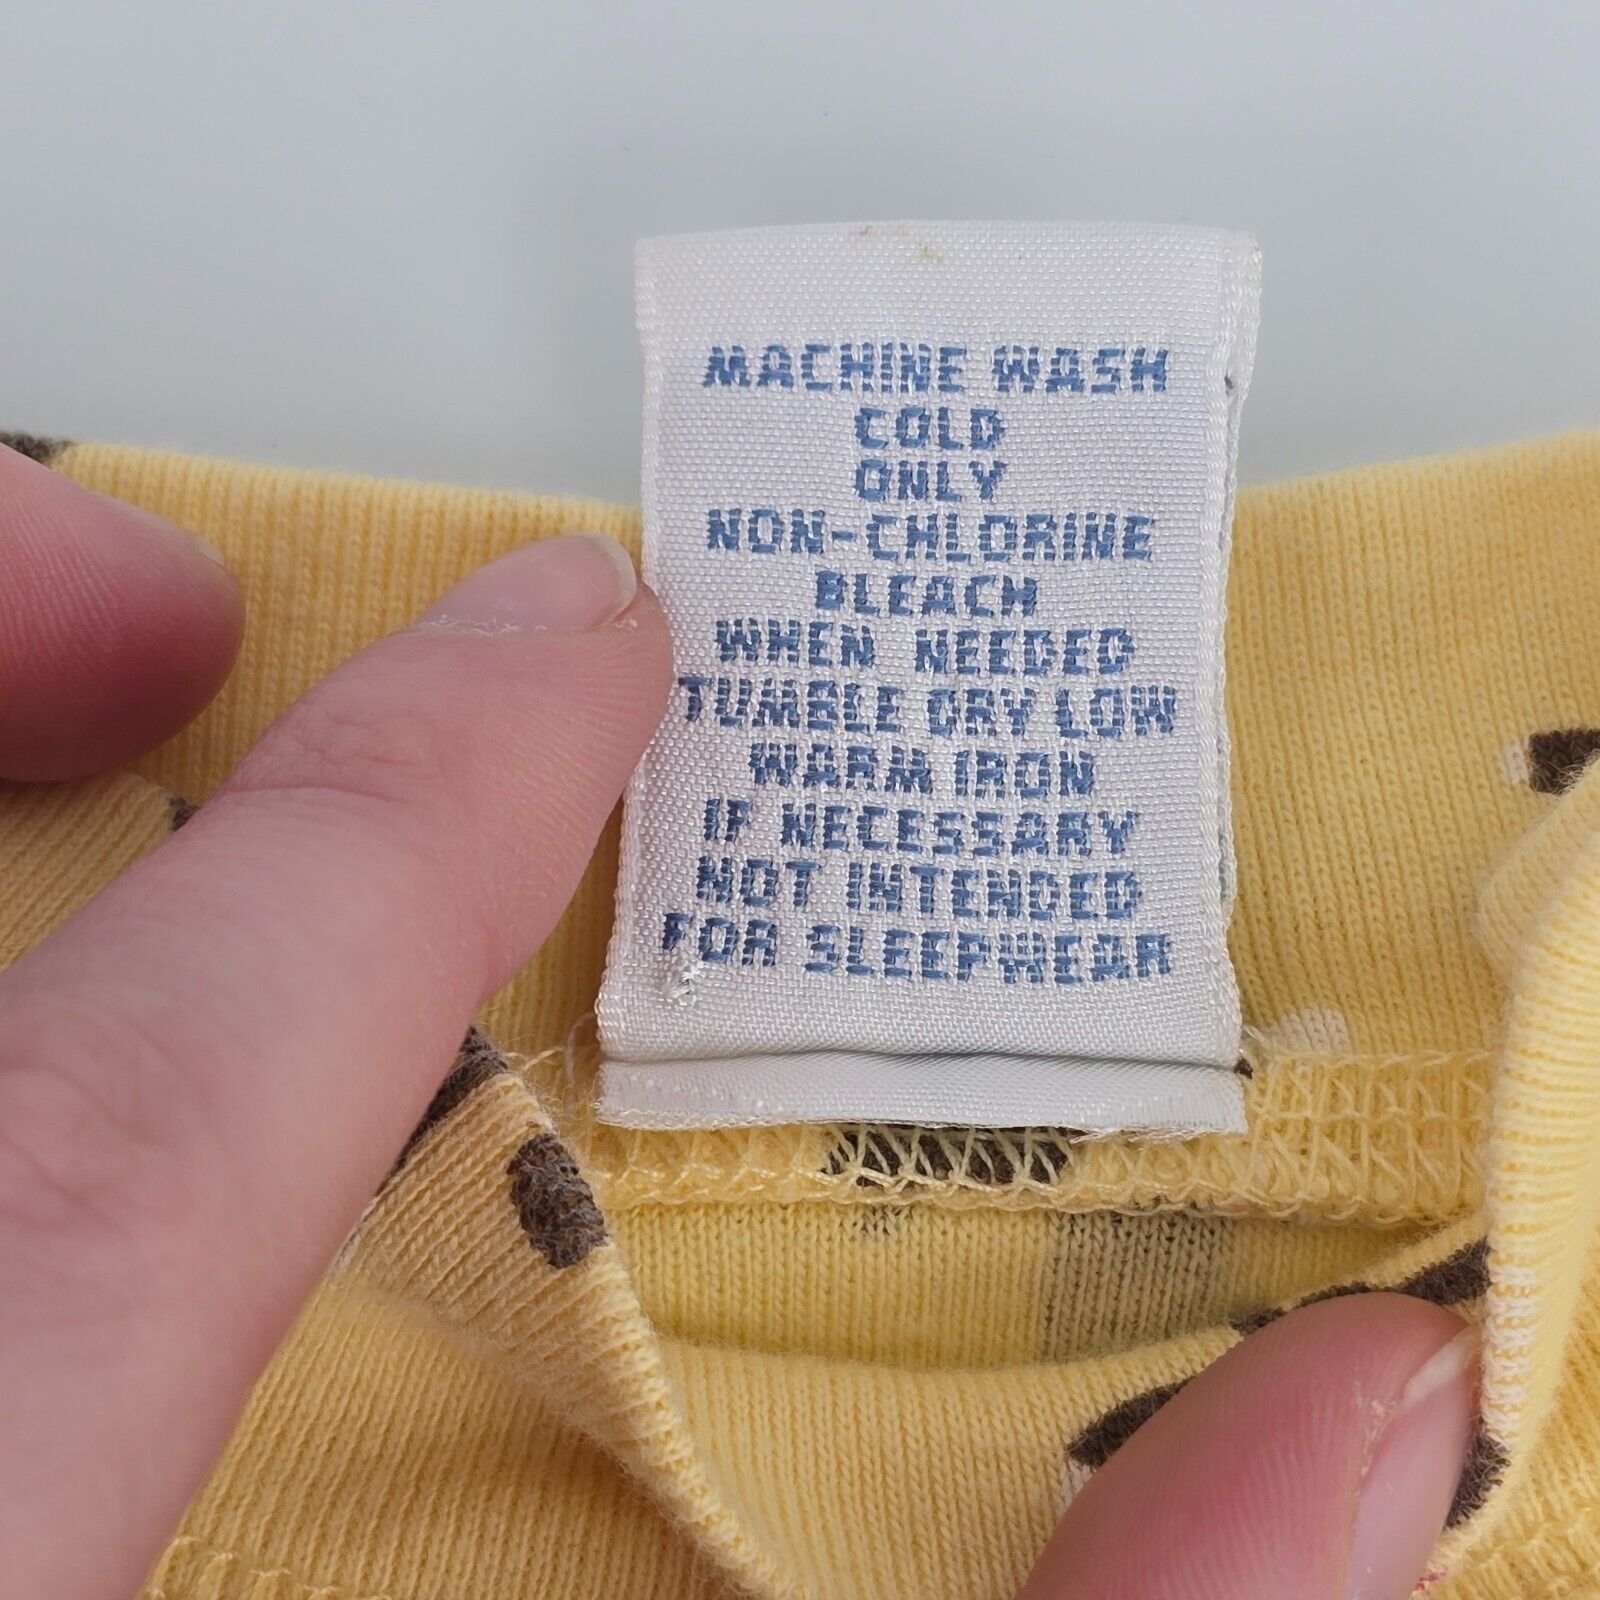 MACHINE WASH
COLD
ONLY
NON-CHLORINE
BLEACH
WHEN NEEDED
TUMBLE DRY LOW
WARM IRON
IF NECESSARY
NOT INTENDED
FOR SLEEPWEAR